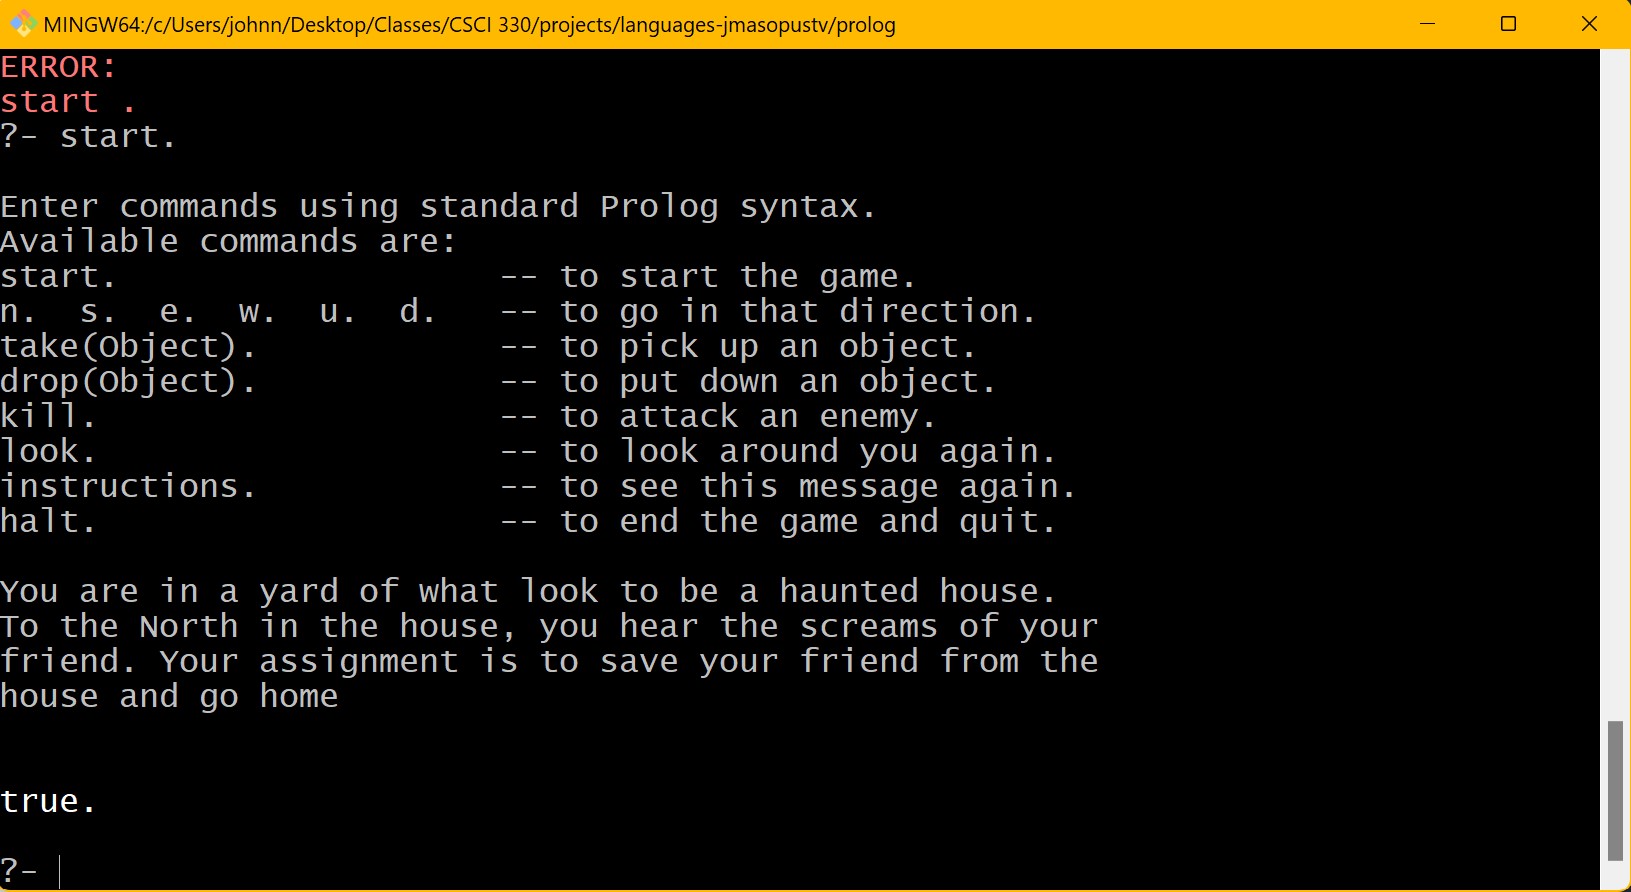 MINGW64:/c/Users/johnn/Desktop/Classes/CSCI 330/projects/languages-jmasopustv/prolog
ERROR:
start .
?- start.
Enter commands using standard Prolog syntax.
Available commands are:
start.                   -- to start the game.
n.  s.  e.  w.  u.  d.   -- to go in that direction.
take(Object).            -- to pick up an object.
drop(Object).            -- to put down an object.
kill.                    -- to attack an enemy.
look.                    -- to look around you again.
instructions.            -- to see this message again.
halt.                    -- to end the game and quit.
You are in a yard of what look to be a haunted house.
To the North in the house, you hear the screams of your
friend. Your assignment is to save your friend from the
house and go home
true.
?-